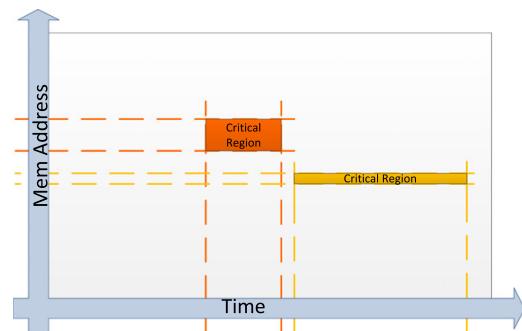 Mem Address
Critical
Region
Critical Region
Time